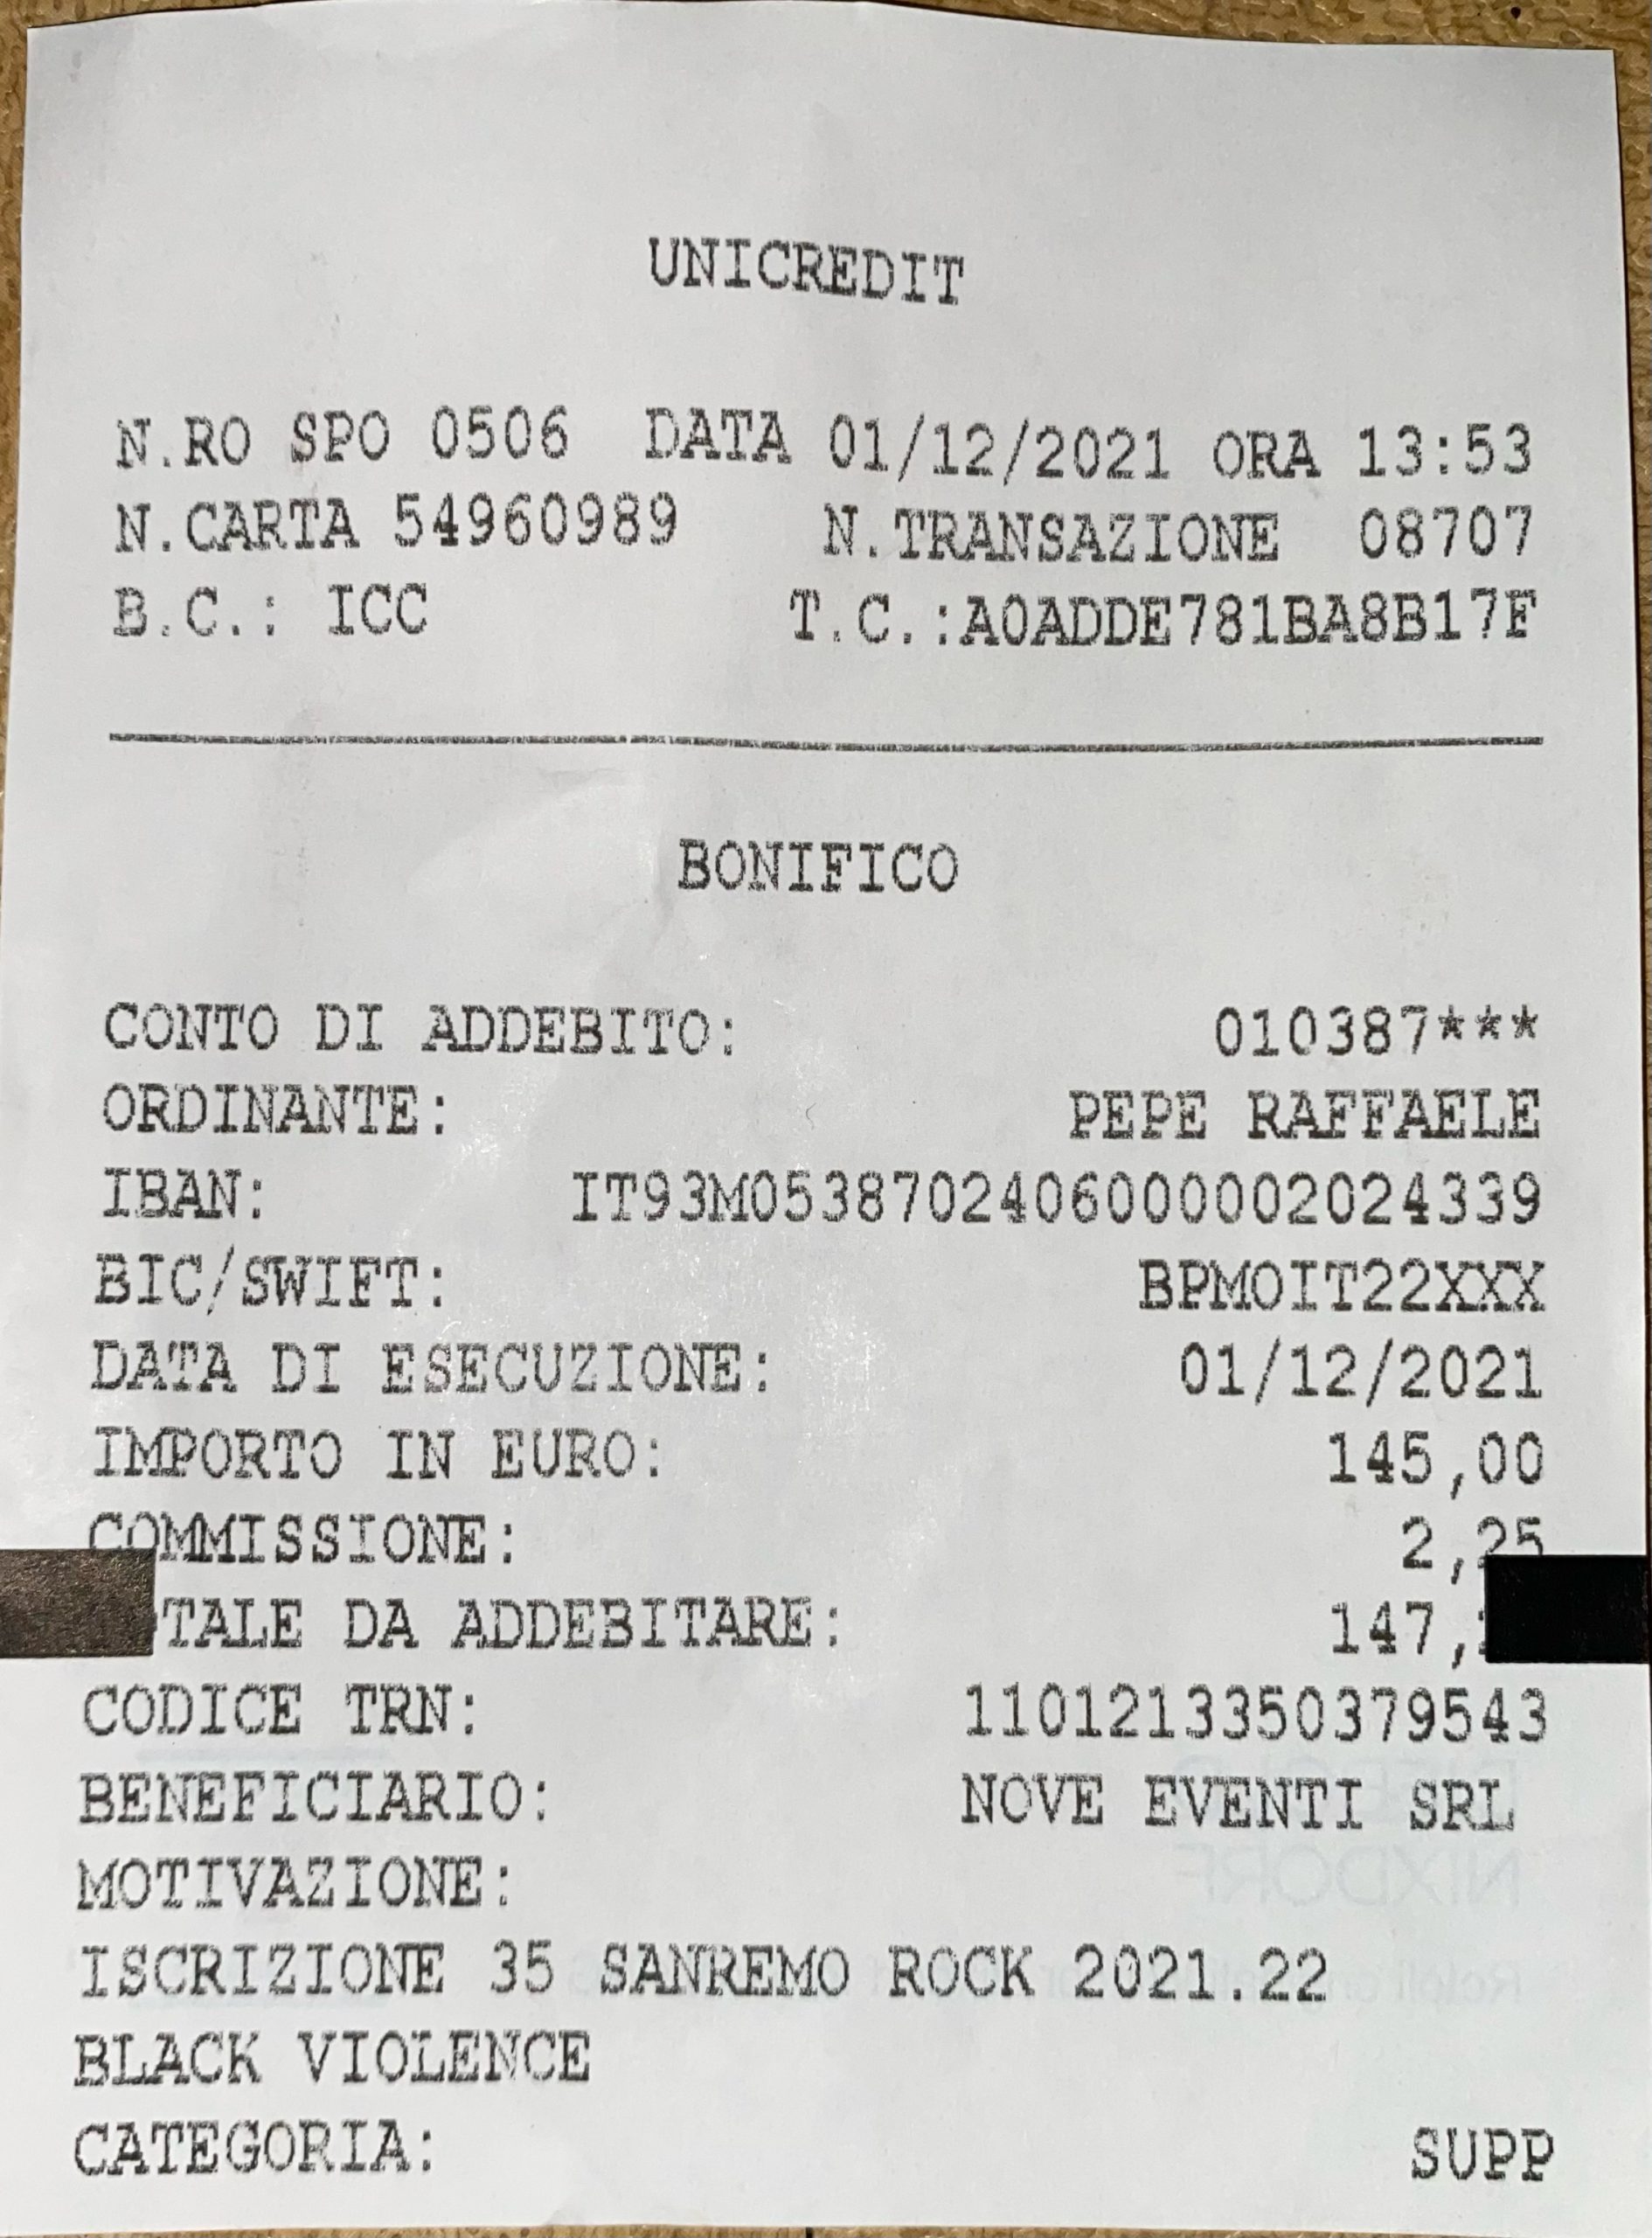 UNICREDIT
N.RO SPO 0506 DATA 01/12/2021 ORA 13:53
N.CARTA 54960989 N.TRANSAZIONE 08707
B.C.: ICC T.C.:A0ADDE781BA8B17F
BONIFICO
CONTO DI ADDEBITO: 010387***
ORDINANTE: PEPE RAFFAELE
IBAN: IT93M0538702406000002024339
BIC/SWIFT: BPMOIT22XXX
DATA DI ESECUZIONE: 01/12/2021
IMPORTO IN EURO: 145,00
COMMISSIONE: 2,25
DA ADDEBITARE:
CODICE TRN: 1101213350379543
BENEFICIARIO: NOVE EVENTI SRL
MOTIVAZIONE:
ISCRIZIONE 35 SANREMO ROCK 2021.22
BLACK VIOLENCE
CATEGORIA: SUPP